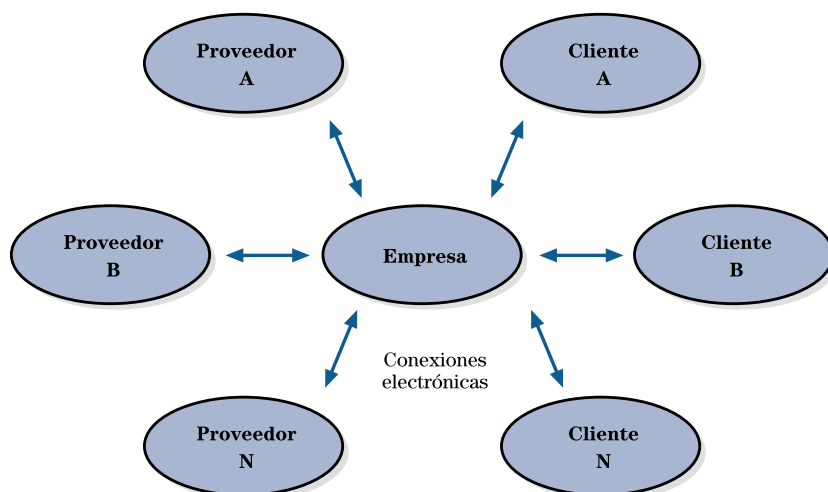 Proveedor
A
Cliente
A
Proveedor
B
Empresa
Cliente
B
Conexiones
electrónicas
Proveedor
N
Cliente
N